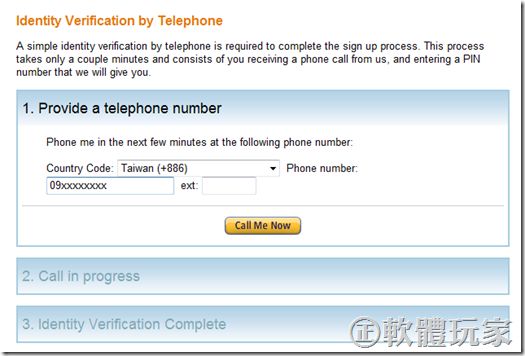 Identity Verification by Telephone
A simple identity verification by telephone is required to complete the sign up process. This process
takes only a couple minutes and consists of you receiving a phone call from us, and entering a PIN
number that we will give you.
1. Provide a telephone number
Phone me in the next few minutes at the following phone number:
Country Code: Taiwan (+886) Phone number:
09xxxxxxxx ext:
Call Me Now
2. Call in progress
3. Identity Verification Complete
正軟體玩家